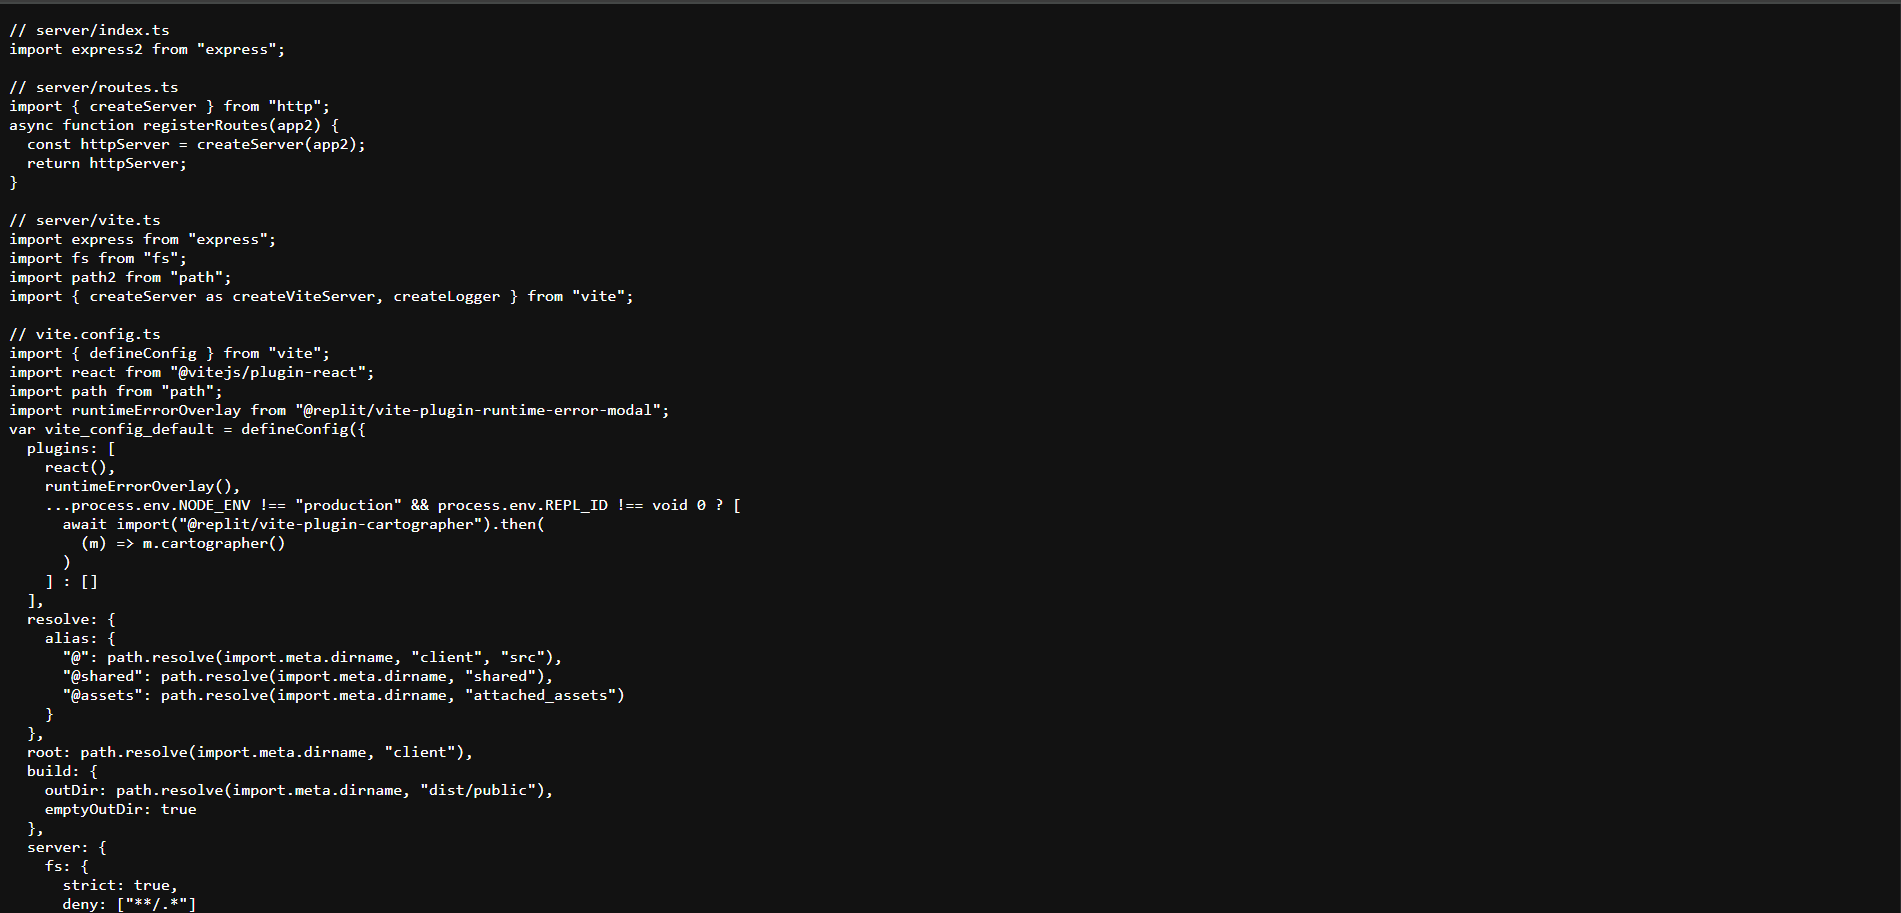 // server/index.ts
import express2 from "express";

// server/routes.ts
import { createServer } from "http";
async function registerRoutes(app2) {
  const httpServer = createServer(app2);
  return httpServer;
}

// server/vite.ts
import express from "express";
import fs from "fs";
import path2 from "path";
import { createServer as createViteServer, createLogger } from "vite";

// vite.config.ts
import { defineConfig } from "vite";
import react from "@vitejs/plugin-react";
import path from "path";
import runtimeErrorOverlay from "@replit/vite-plugin-runtime-error-modal";
var vite_config_default = defineConfig({
  plugins: [
    react(),
    runtimeErrorOverlay(),
    ...process.env.NODE_ENV !== "production" && process.env.REPL_ID !== void 0 ? [
      await import("@replit/vite-plugin-cartographer").then(
        (m) => m.cartographer()
      )
    ] : []
  ],
  resolve: {
    alias: {
      "@": path.resolve(import.meta.dirname, "client", "src"),
      "@shared": path.resolve(import.meta.dirname, "shared"),
      "@assets": path.resolve(import.meta.dirname, "attached_assets")
    }
  },
  root: path.resolve(import.meta.dirname, "client"),
  build: {
    outDir: path.resolve(import.meta.dirname, "dist/public"),
    emptyOutDir: true
  },
  server: {
    fs: {
      strict: true,
      deny: ["**/.*"]